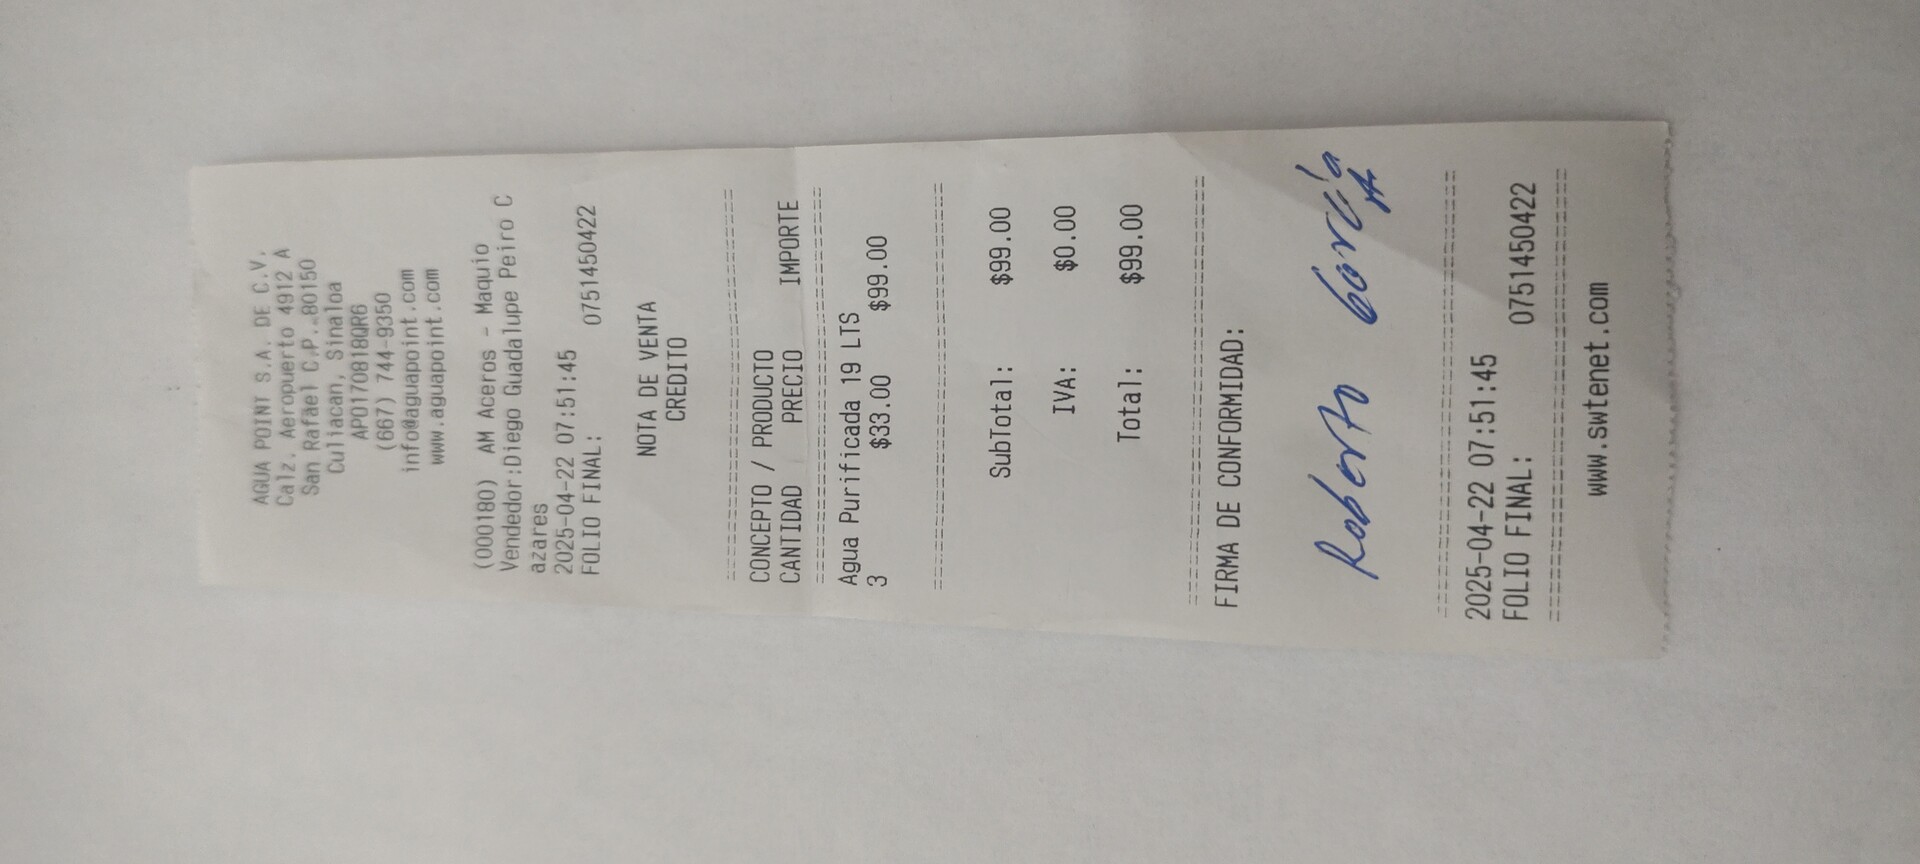 AGUA POINT S.A. DE C.V.
Calz. Aeropuerto 4912 A
San Rafael C.P. 80150
Culiacan, Sinaloa
APO170818QR6
(667) 744-9350
info@aguapoint.com
www.aguapoint.com
(000180) AM Aceros - Maquio
Vendedor:Diego Guadalupe Peiro C
azares
2025-04-22 07:51:45
FOLIO FINAL: 0751450422
NOTA DE VENTA
CREDITO
CONCEPTO / PRODUCTO
CANTIDAD PRECIO IMPORTE
Agua Purificada 19 LTS
3 $33.00 $99.00
SubTotal: $99.00
IVA: $0.00
Total: $99.00
FIRMA DE CONFORMIDAD:
Roberto García
A
2025-04-22 07:51:45
FOLIO FINAL: 0751450422
www.swtenet.com